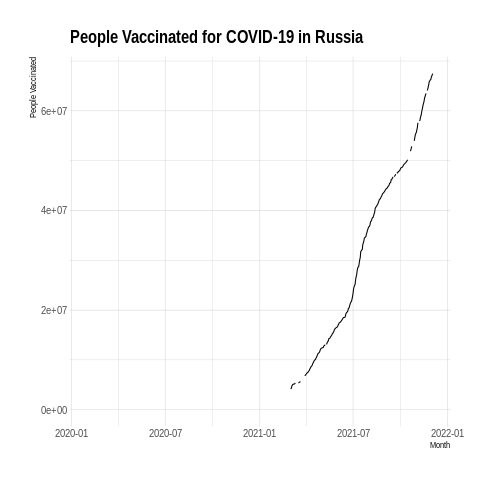 People Vaccinated for COVID-19 in Russia
People Vaccinated
6e+07
4e+07
2e+07
0e+00
2020-01 2020-07 2021-01 2021-07 2022-01
Month